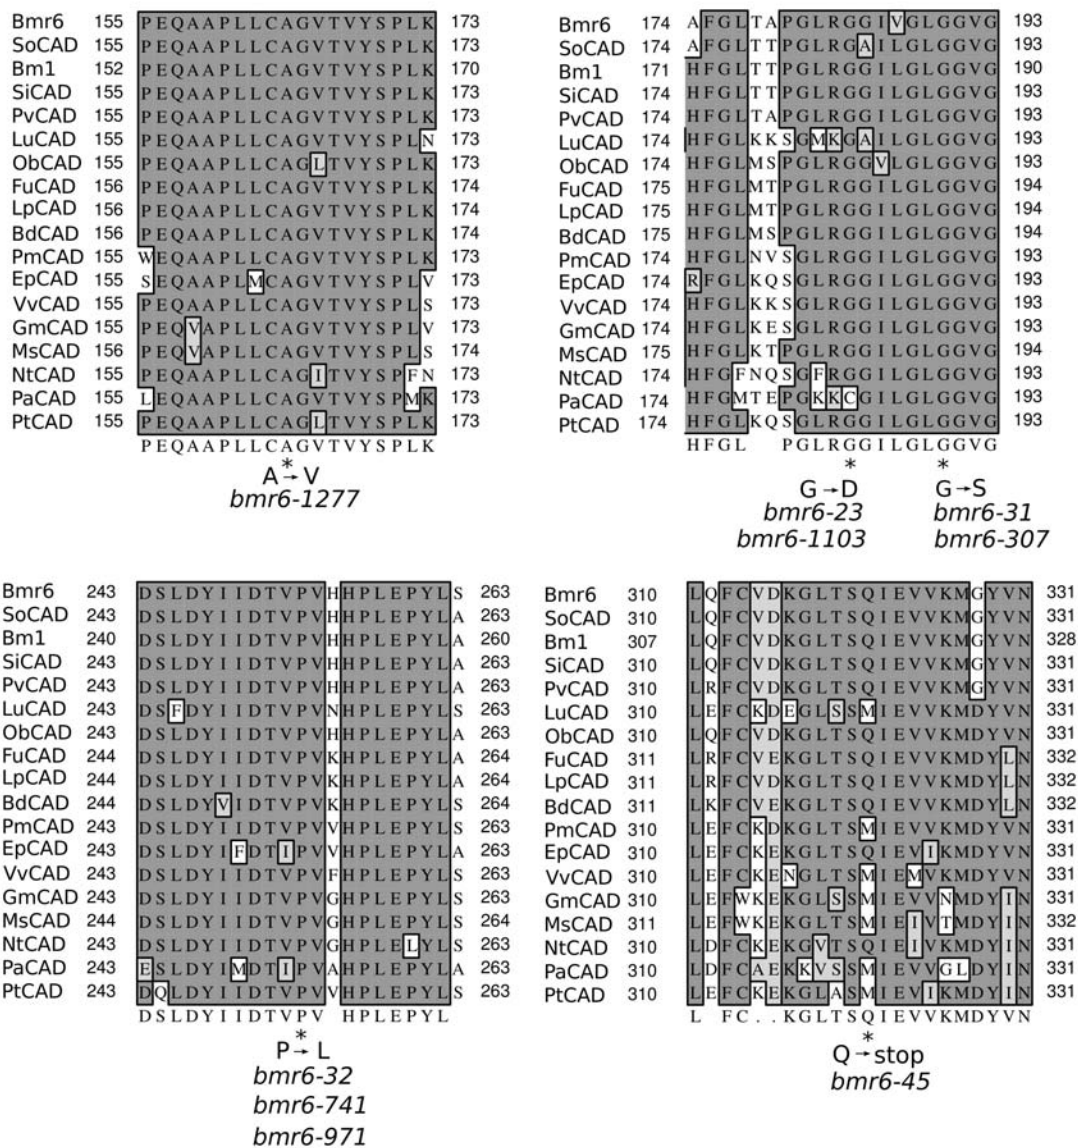 Bmr6 155 PEQAAPLLCAGVTVYSPLK 173
SoCAD 155 PEQAAPLLCAGVTVYSPLK 173
Bm1 152 PEQAAPLLCAGVTVYSPLK 170
SiCAD 155 PEQAAPLLCAGVTVYSPLK 173
PvCAD 155 PEQAAPLLCAGVTVYSPLK 173
LuCAD 155 PEQAAPLLCAGVTVYSPLN 173
ObCAD 155 PEQAAPLLCAGLTVYSPLK 173
FuCAD 156 PEQAAPLLCAGVTVYSPLK 174
LpCAD 156 PEQAAPLLCAGVTVYSPLK 174
BdCAD 156 PEQAAPLLCAGVTVYSPLK 174
PmCAD 155 WEQAAPLLCAGVTVYSPLK 173
EpCAD 155 SEQAAPLMCAGVTVYSPLV 173
VvCAD 155 PEQAAPLLCAGVTVYSPLS 173
GmCAD 155 PEQVAPLLCAGVTVYSPLV 173
MsCAD 156 PEQVAPLLCAGVTVYSPLS 174
NtCAD 155 PEQAAPLLCAGITVYSPFN 173
PaCAD 155 LEQAAPLLCAGVTVYSPMK 173
PtCAD 155 PEQAAPLLCAGLTVYSPLK 173
PEQAAPLLCAGVTVYSPLK
*
A → V
bmr6-1277
Bmr6 174 AFGLTAPGLRGGIVGLGGVG 193
SoCAD 174 AFGLTTPGLRGAILGLGGVG 193
Bm1 171 HFGLTTPGLRGGILGLGGVG 190
SiCAD 174 HFGLTTPGLRGGILGLGGVG 193
PvCAD 174 HFGLTAPGLRGGILGLGGVG 193
LuCAD 174 HFGLKKSGMKGAILGLGGVG 193
ObCAD 174 HFGLMSPGLRGGVLGLGGVG 193
FuCAD 175 HFGLMTPGLRGGILGLGGVG 194
LpCAD 175 HFGLMTPGLRGGILGLGGVG 194
BdCAD 175 HFGLMSPGLRGGILGLGGVG 194
PmCAD 174 HFGLNVSGLRGGILGLGGVG 193
EpCAD 174 RFGLKQSGLRGGILGLGGVG 193
VvCAD 174 HFGLKKSGLRGGILGLGGVG 193
GmCAD 174 HFGLKESGLRGGILGLGGVG 193
MsCAD 175 HFGLKTPGLRGGILGLGGVG 194
NtCAD 174 HFGFNQSGFRGGILGLGGVG 193
PaCAD 174 HFGMTEPGKKCGILGLGGVG 193
PtCAD 174 HFGLKQSGLRGGILGLGGVG 193
HFGL PGLRGGILGLGGVG
* *
G → D G → S
bmr6-23 bmr6-31
bmr6-1103 bmr6-307
Bmr6 243 DSLDYIIDTVPVHHPLEPYLS 263
SoCAD 243 DSLDYIIDTVPVHHPLEPYLA 263
Bm1 240 DSLDYIIDTVPVHHPLEPYLA 260
SiCAD 243 DSLDYIIDTVPVHHPLEPYLA 263
PvCAD 243 DSLDYIIDTVPVHHPLEPYLA 263
LuCAD 243 DSFDYIIDTVPVNHPLEPYLS 263
ObCAD 243 DSLDYIIDTVPVHHPLEPYLA 263
FuCAD 244 DSLDYIIDTVPVKHPLEPYLA 264
LpCAD 244 DSLDYIIDTVPVKHPLEPYLA 264
BdCAD 244 DSLDYVIDTVPVKHPLEPYLS 264
PmCAD 243 DSLDYIIDTVPVVHPLEPYLS 263
EpCAD 243 DSLDYIFDTIPVVHPLEPYLA 263
VvCAD 243 DSLDYIIDTVPVFHPLEPYLS 263
GmCAD 243 DSLDYIIDTVPVGHPLEPYLS 263
MsCAD 244 DSLDYIIDTVPVGHPLEPYLS 264
NtCAD 243 DSLDYIIDTVPVGHPLELYLS 263
PaCAD 243 ESLDYIMDTIPVAHPLEPYLA 263
PtCAD 243 DQLDYIIDTVPVVHPLEPYLS 263
DSLDYIIDTVPV HPLEPYL
*
P → L
bmr6-32
bmr6-741
bmr6-971
Bmr6 310 LQFCVDKGLTSQIEVVKMGYVN 331
SoCAD 310 LQFCVDKGLTSQIEVVKMGYVN 331
Bm1 307 LQFCVDKGLTSQIEVVKMGYVN 328
SiCAD 310 LQFCVDKGLTSQIEVVKMGYVN 331
PvCAD 310 LRFCVDKGLTSQIEVVKMGYVN 331
LuCAD 310 LEFCKDEGLSSMIEVVKMDYVN 331
ObCAD 310 LRFCVDKGLTSQIEVVKMDYVN 331
FuCAD 311 LRFCVEKGLTSQIEVVKMDYLN 332
LpCAD 311 LRFCVDKGLTSQIEVVKMDYLN 332
BdCAD 311 LKFCVEKGLTSQIEVVKMDYLN 332
PmCAD 310 LEFCKDKGLTSMIEVVKMDYVN 331
EpCAD 310 LEFCKEKGLTSQIEVIKMDYVN 331
VvCAD 310 LEFCKENGLTSMIEMVKMDYVN 331
GmCAD 310 LEFWKEKGLSSMIEVVNMDYIN 331
MsCAD 311 LEFWKEKGLTSMIEIVTMDYIN 332
NtCAD 310 LDFCKEKGVTSQIEIVKMDYIN 331
PaCAD 310 LDFCAEKKVSSMIEVVGLDYIN 331
PtCAD 310 LEFCKEKGLASMIEVIKMDYIN 331
L FC..KGLTSQIEVVKMDYVN
*
Q → stop
bmr6-45